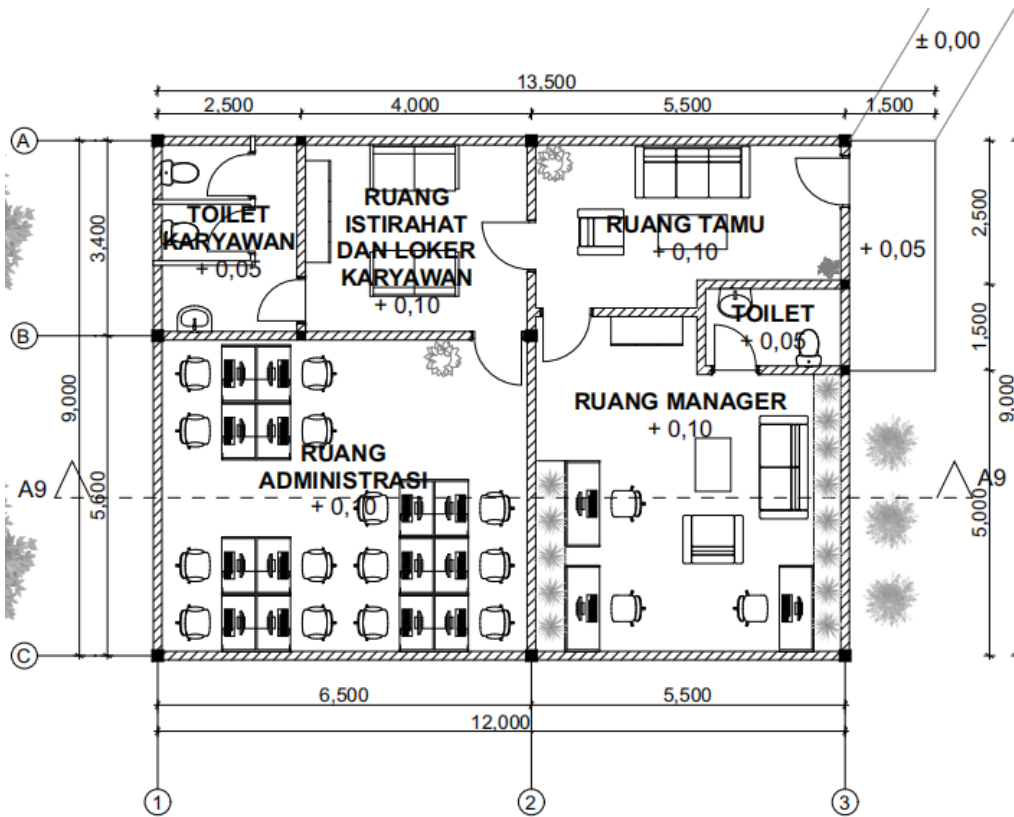 ± 0,00
13,500
2,500
4,000
5,500
1,500
A
RUANG
ISTIRAHAT
DAN LOKER
KARYAWAN
+ 0,10
TOILET
KARYAWAN
+ 0,05
RUANG TAMU
+ 0,10
+ 0,05
2,500
3,400
TOILET
+ 0,05
1,500
B
9,000
9,000
RUANG MANAGER
+ 0,10
RUANG
ADMINISTRASI
+ 0,10
A9
A9
5,600
5,000
C
6,500
5,500
12,000
1
2
3